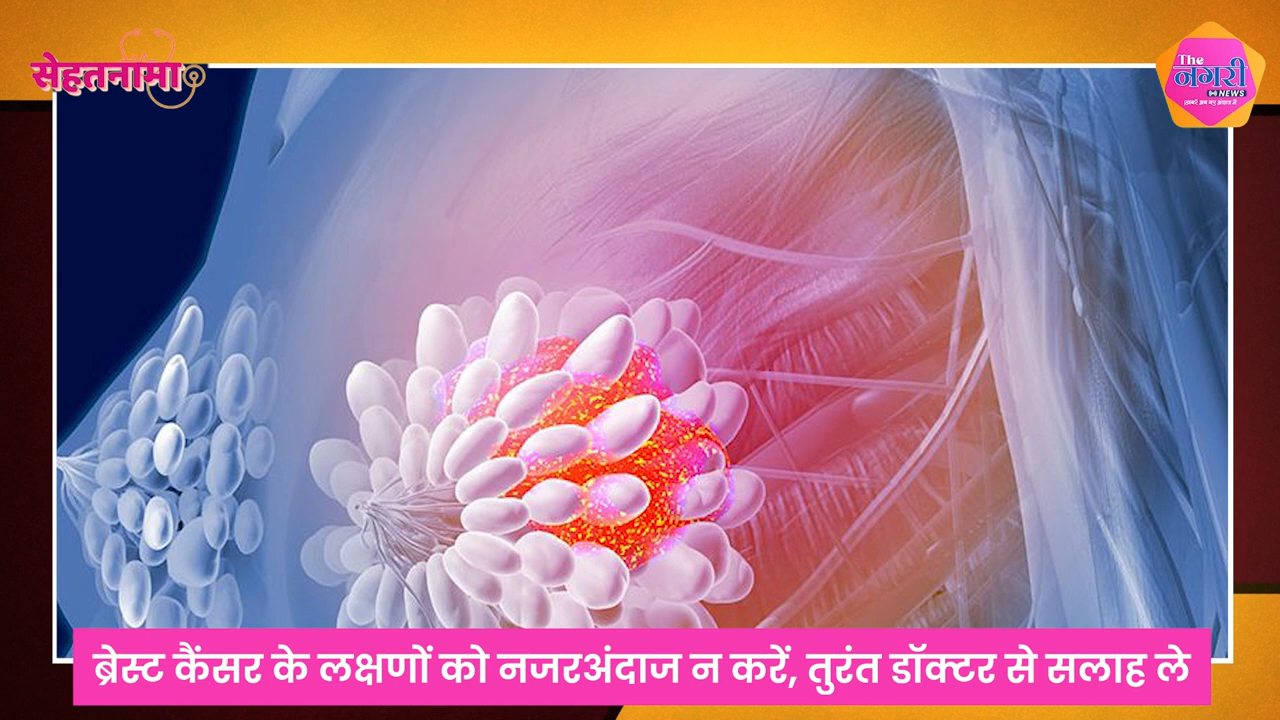 सेहतनामा
The
नगरी
NEWS
ब्रेस्ट कैंसर के लक्षणों को नजरअंदाज न करें, तुरंत डॉक्टर से सलाह ले